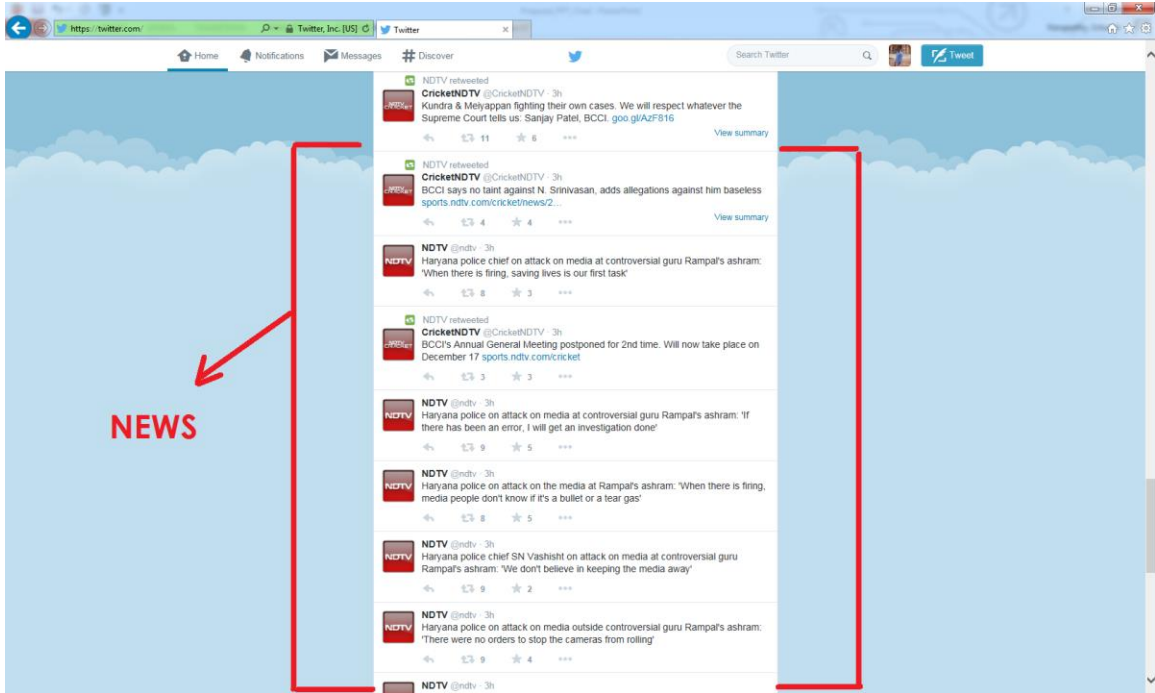 https://twitter.com/
Twitter, Inc. [US]
Twitter
Home
Notifications
Messages
Discover
Search Twitter
Tweet
NDTV retweeted
CricketNDTV @CricketNDTV · 3h
Kundra & Meiyappan fighting their own cases. We will respect whatever the
Supreme Court tells us: Sanjay Patel, BCCI. goo.gl/AzF816
11 6
View summary
NDTV retweeted
CricketNDTV @CricketNDTV · 3h
BCCI says no taint against N. Srinivasan, adds allegations against him baseless
sports.ndtv.com/cricket/news/2...
4 4
View summary
NDTV @ndtv · 3h
Haryana police chief on attack on media at controversial guru Rampal's ashram:
'When there is firing, saving lives is our first task'
8 3
NDTV retweeted
CricketNDTV @CricketNDTV · 3h
BCCI's Annual General Meeting postponed for 2nd time. Will now take place on
December 17 sports.ndtv.com/cricket
3 3
NDTV @ndtv · 3h
Haryana police on attack on media at controversial guru Rampal's ashram: 'If
there has been an error, I will get an investigation done'
9 5
NDTV @ndtv · 3h
Haryana police on attack on the media at Rampal's ashram: 'When there is firing,
media people don't know if it's a bullet or a tear gas'
8 5
NDTV @ndtv · 3h
Haryana police chief SN Vashisht on attack on media at controversial guru
Rampal's ashram: 'We don't believe in keeping the media away'
9 2
NDTV @ndtv · 3h
Haryana police on attack on media outside controversial guru Rampal's ashram:
'There were no orders to stop the cameras from rolling'
9 4
NDTV @ndtv · 3h
NEWS